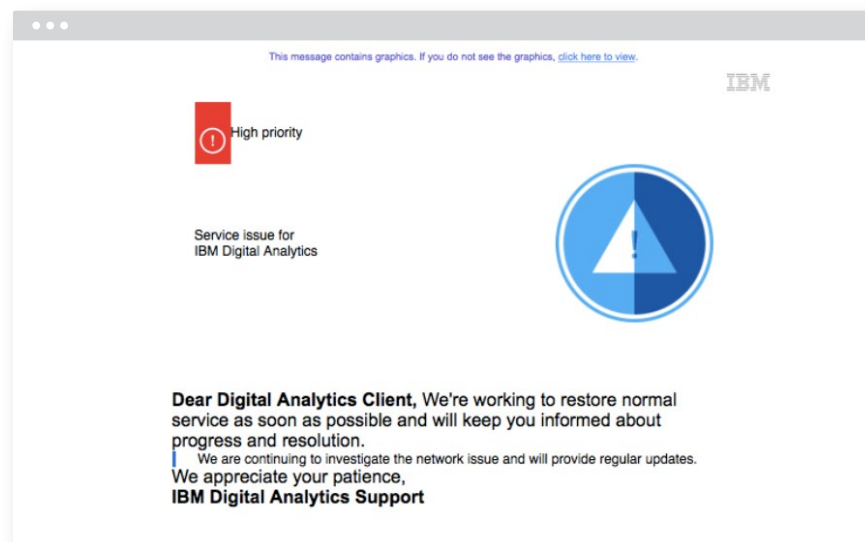 This message contains graphics. If you do not see the graphics, click here to view.
IBM
High priority
Service issue for
IBM Digital Analytics
Dear Digital Analytics Client, We're working to restore normal
service as soon as possible and will keep you informed about
progress and resolution.
We are continuing to investigate the network issue and will provide regular updates.
We appreciate your patience,
IBM Digital Analytics Support